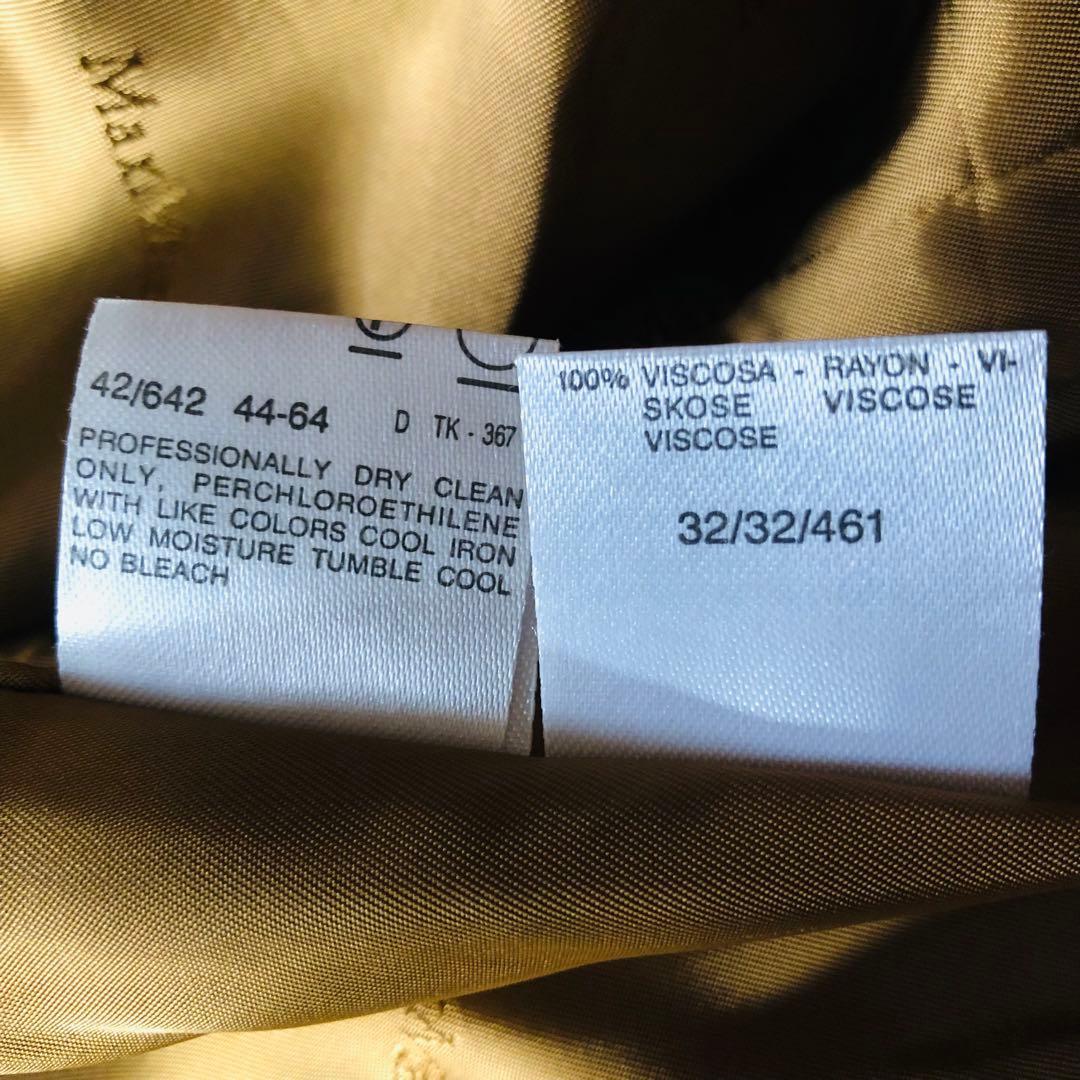 42/642 44-64 D TK - 367
PROFESSIONALLY DRY CLEAN
ONLY, PERCHLOROETHILENE
WITH LIKE COLORS COOL IRON
LOW MOISTURE TUMBLE COOL
NO BLEACH
100% VISCOSA - RAYON - VI-
SKOSE VISCOSE
VISCOSE
32/32/461